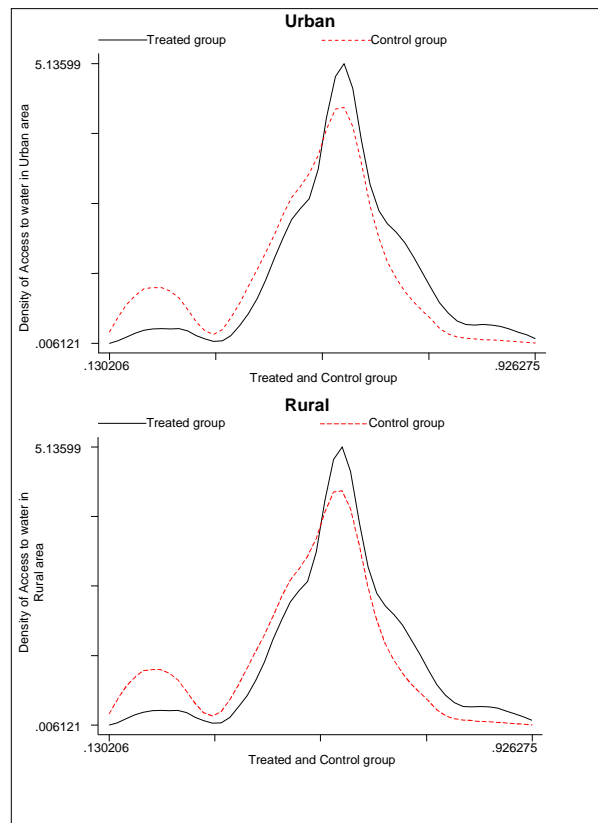 Urban
Treated group
Control group
5.13599
Density of Access to water in Urban area
.006121
.130206
.926275
Treated and Control group
Rural
Treated group
Control group
5.13599
Density of Access to water in
Rural area
.006121
.130206
.926275
Treated and Control group